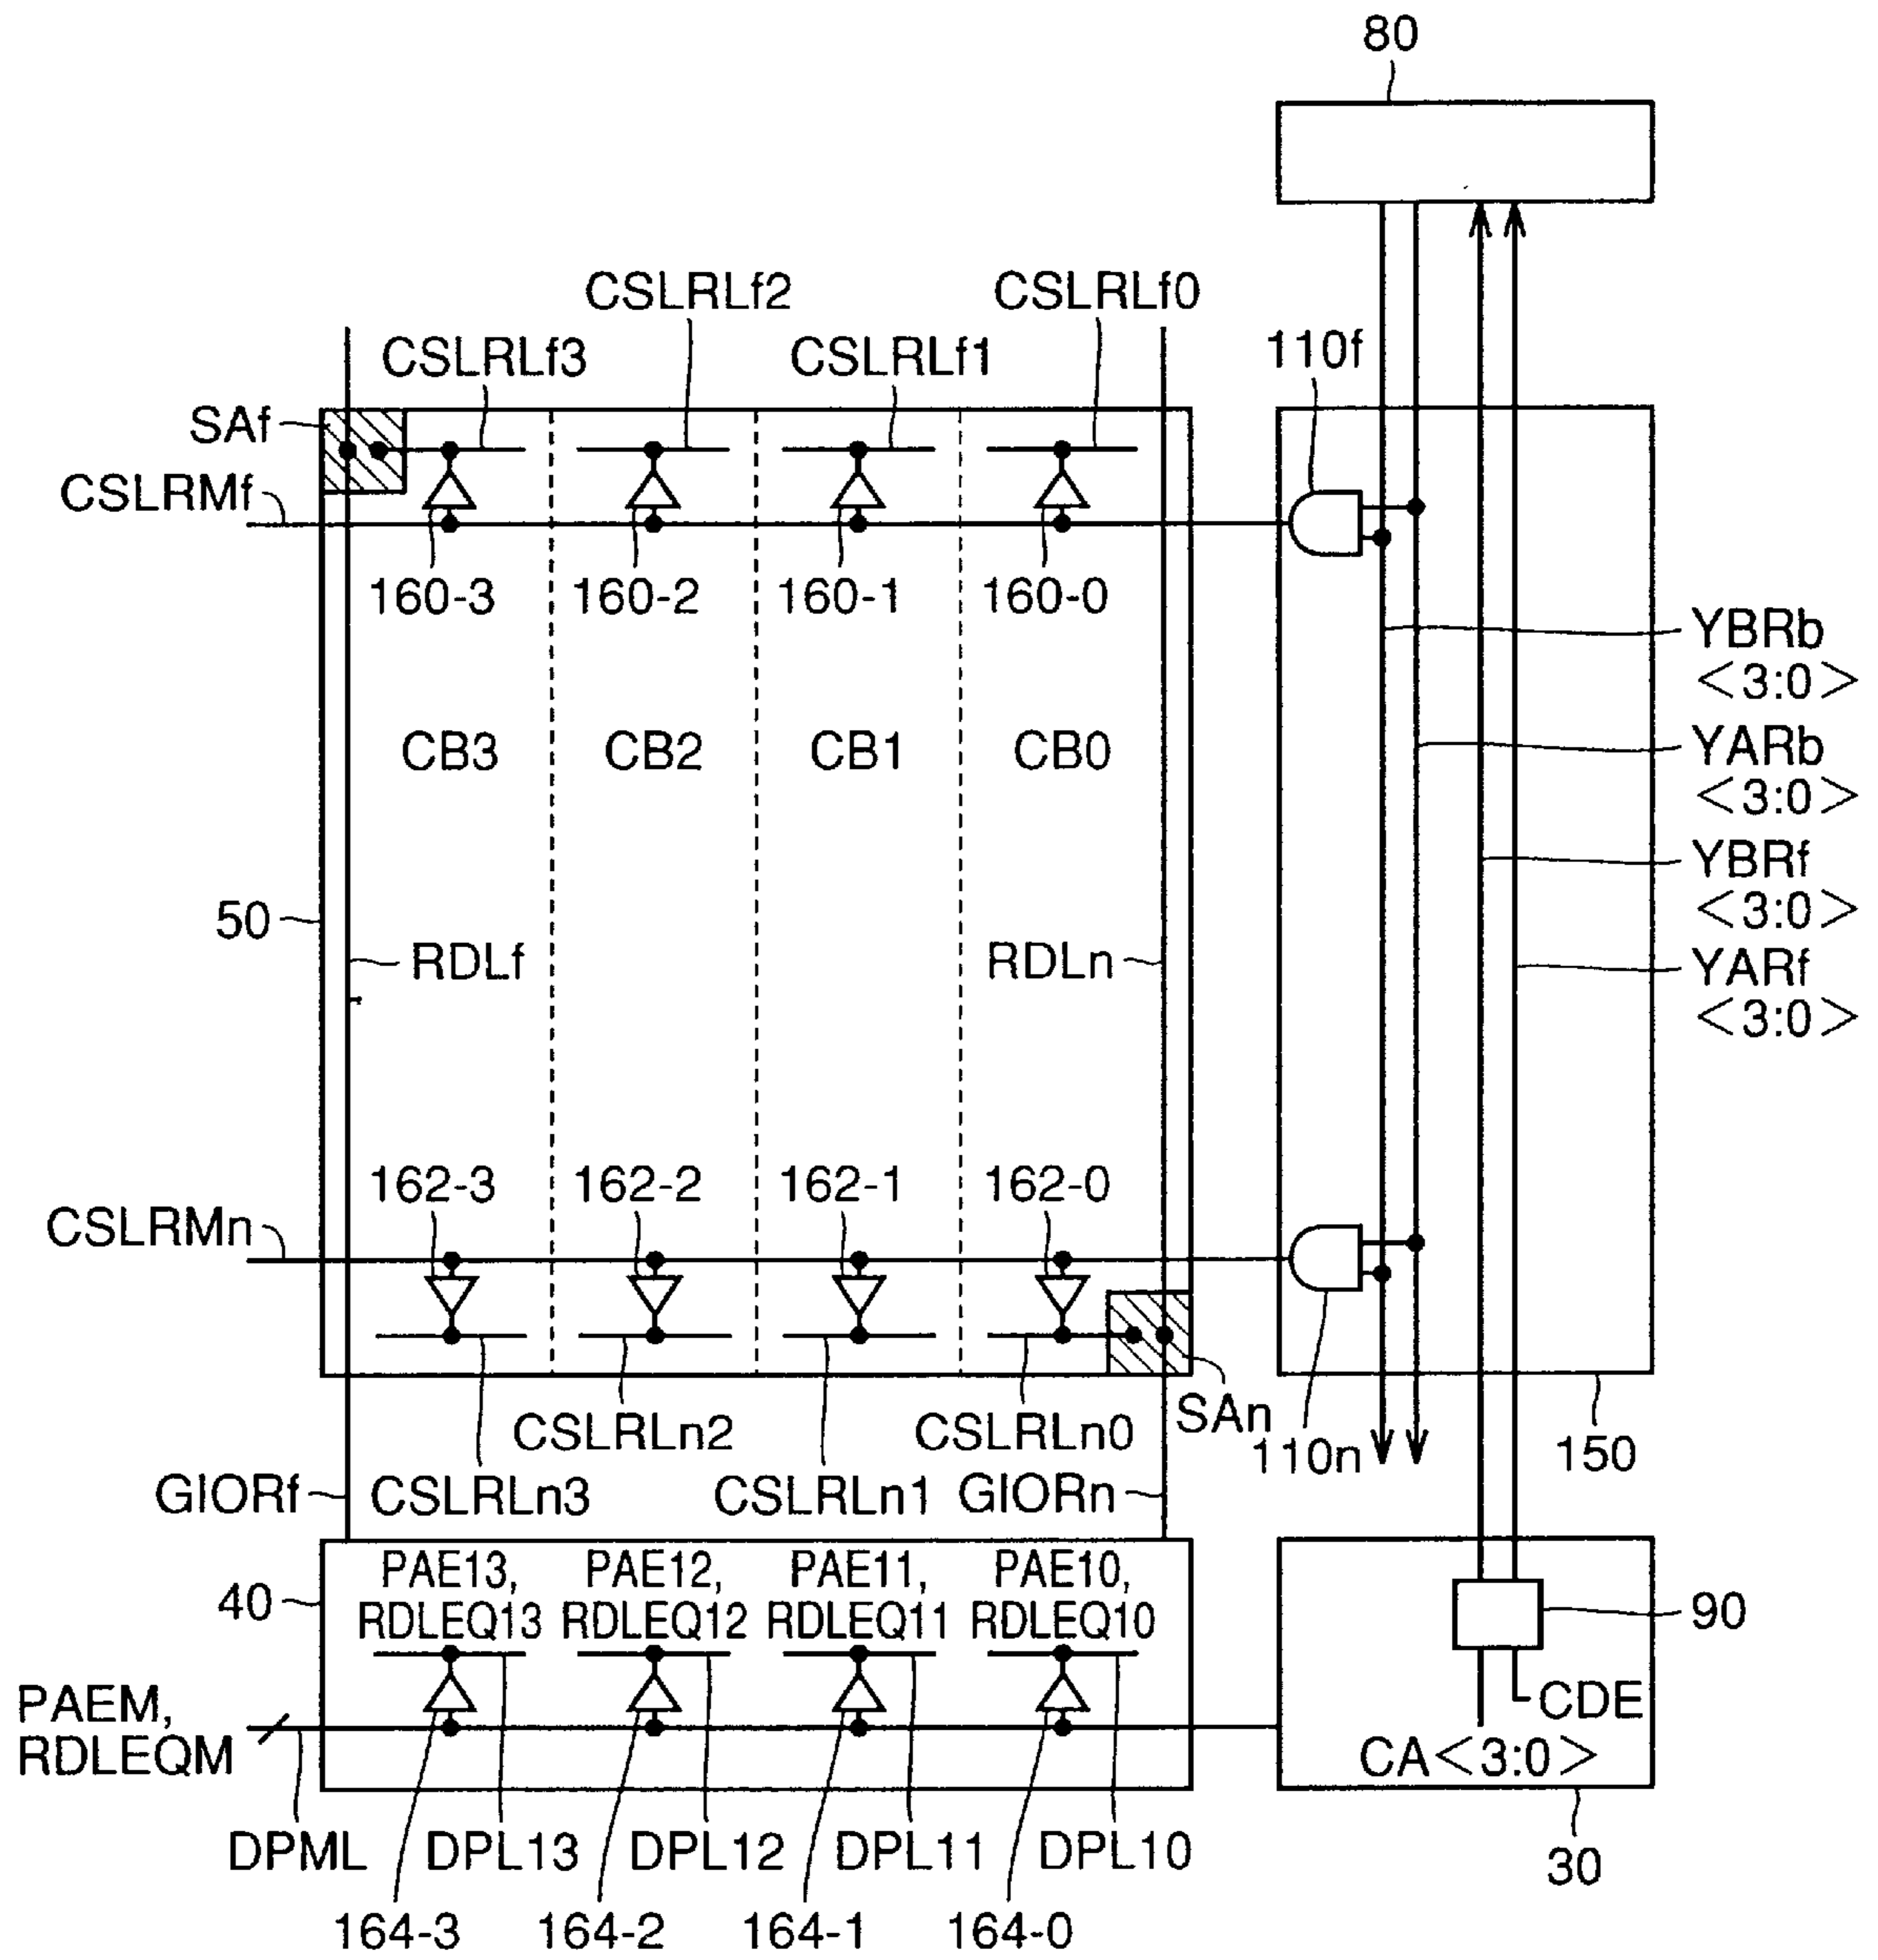 80
CSLRLf2
CSLRLf0
CSLRLf3
CSLRLf1
110f
SAf
CSLRMf
160-3
160-2
160-1
160-0
YBRb
<3:0>
CB3
CB2
CB1
CB0
YARb
<3:0>
YBRf
<3:0>
50
RDLf
RDLn
YARf
<3:0>
162-3
162-2
162-1
162-0
CSLRMn
SAn
CSLRLn2
CSLRLn0
110n
150
GIORf
CSLRLn3
CSLRLn1
GIORn
PAE13,
RDLEQ13
PAE12,
RDLEQ12
PAE11,
RDLEQ11
PAE10,
RDLEQ10
40
90
CDE
PAEM,
RDLEQM
CA<3:0>
DPML
DPL13
DPL12
DPL11
DPL10
30
164-3
164-2
164-1
164-0